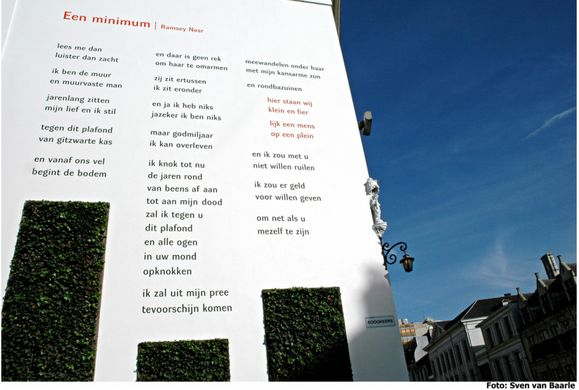 Een minimum | Ramsey Nasr
lees me dan
luister dan zacht
ik ben de muur
en muurvaste man
jarenlang zitten
mijn lief en ik stil
tegen dit plafond
van gitzwarte kas
en vanaf ons vel
begint de bodem
en daar is geen rek
om haar te omarmen
zij zit ertussen
ik zit eronder
en ja ik heb niks
jazeker ik ben niks
maar godmiljaar
ik kan overleven
ik knok tot nu
de jaren rond
van beens af aan
tot aan mijn dood
zal ik tegen u
dit plafond
en alle ogen
in uw mond
opknokken
ik zal uit mijn pree
tevoorschijn komen
meewandelen onder haar
met mijn kansarme zon
en rondbazuinen
hier staan wij
klein en fier
lijk een mens
op een plein
en ik zou met u
niet willen ruilen
ik zou er geld
voor willen geven
om net als u
mezelf te zijn
Foto: Sven van Baarle